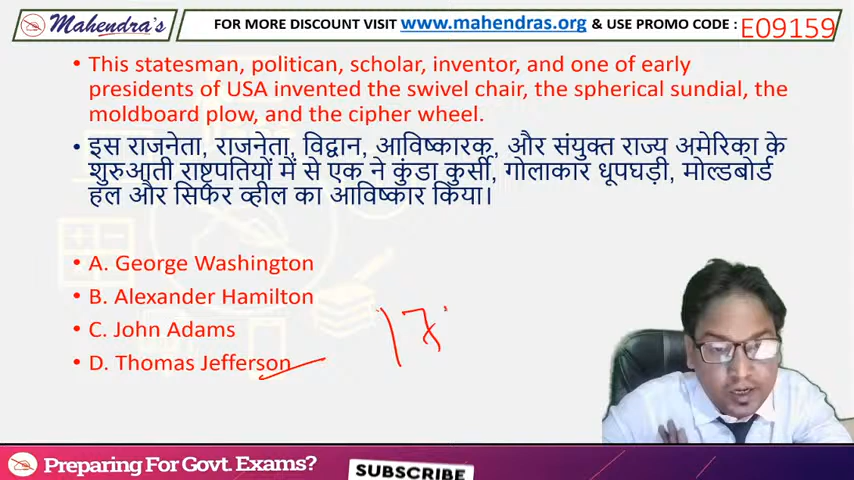 Mahendra's
FOR MORE DISCOUNT VISIT www.mahendras.org & USE PROMO CODE : E09159
• This statesman, politican, scholar, inventor, and one of early
presidents of USA invented the swivel chair, the spherical sundial, the
moldboard plow, and the cipher wheel.
• इस राजनेता, राजनेता, विद्वान, आविष्कारक, और संयुक्त राज्य अमेरिका के
शुरुआती राष्ट्रपतियों में से एक ने कुंडा कुर्सी, गोलाकार धूपघड़ी, मोल्डबोर्ड
हल और सिफर व्हील का आविष्कार किया।
• A. George Washington
• B. Alexander Hamilton
• C. John Adams
• D. Thomas Jefferson
17
Preparing For Govt. Exams?
SUBSCRIBE